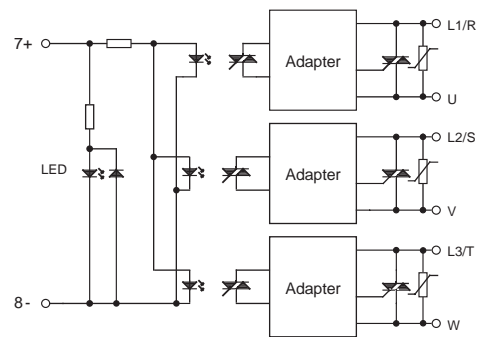 7+
L1/R
Adapter
U
L2/S
LED
Adapter
V
L3/T
Adapter
8-
W